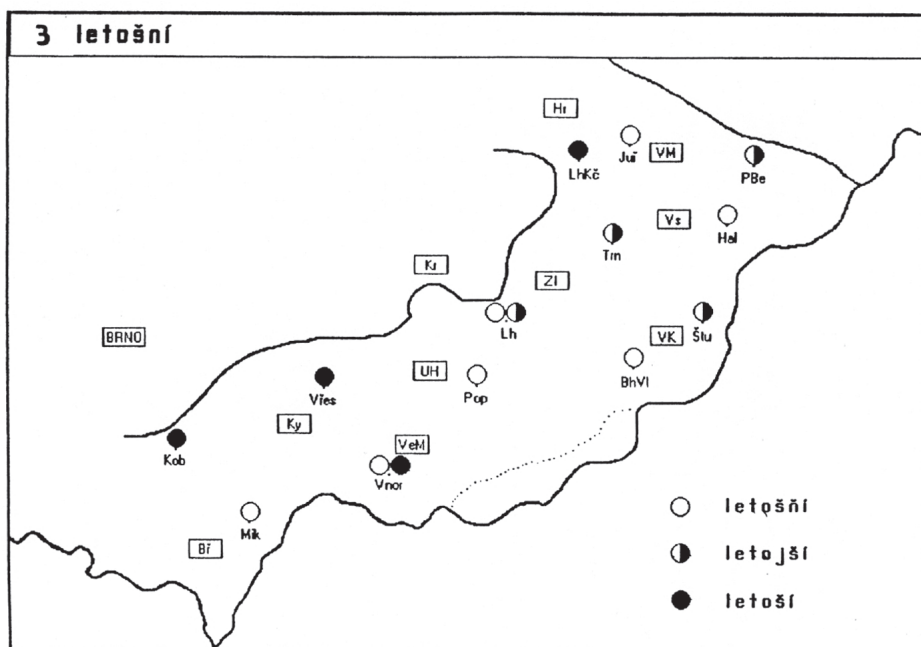 3 letošní
Hr
Juř
VM
LhKč
PBe
Vs
Hal
Trn
Kr
Zl
BRNO
Lh
Štu
VK
UH
BhVl
Vřes
Pop
Ky
VeM
Kob
Vnor
letošňí
Mik
Bř
letojší
letoší